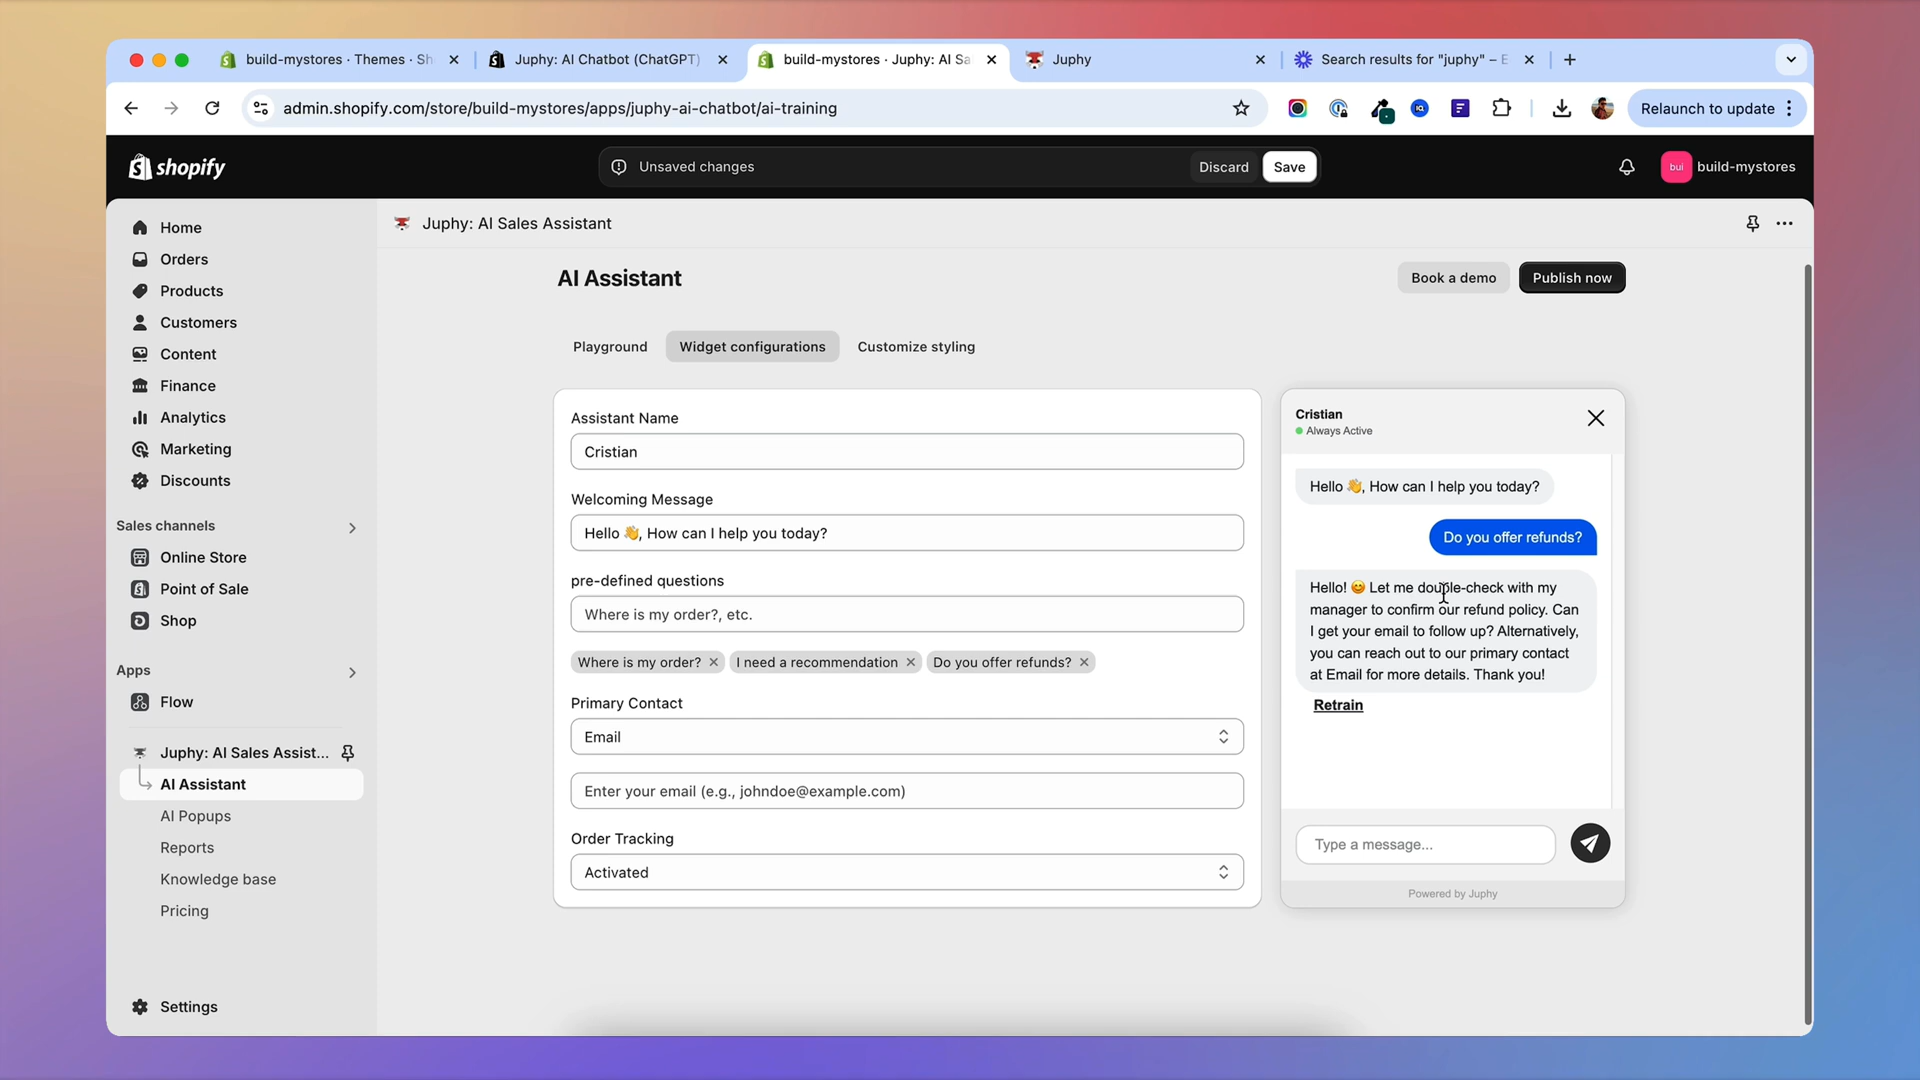 build-mystores · Themes · Sh
Juphy: AI Chatbot (ChatGPT)
build-mystores · Juphy: AI Sa
Juphy
Search results for "juphy" – E
admin.shopify.com/store/build-mystores/apps/juphy-ai-chatbot/ai-training
Relaunch to update
shopify
Unsaved changes
Discard
Save
bui
build-mystores
Home
Orders
Products
Customers
Content
Finance
Analytics
Marketing
Discounts
Sales channels
Online Store
Point of Sale
Shop
Apps
Flow
Juphy: AI Sales Assist...
AI Assistant
AI Popups
Reports
Knowledge base
Pricing
Settings
Juphy: AI Sales Assistant
AI Assistant
Book a demo
Publish now
Playground
Widget configurations
Customize styling
Assistant Name
Cristian
Welcoming Message
Hello 👋, How can I help you today?
pre-defined questions
Where is my order?, etc.
Where is my order?
I need a recommendation
Do you offer refunds?
Primary Contact
Email
Enter your email (e.g., johndoe@example.com)
Order Tracking
Activated
Cristian
Always Active
Hello 👋, How can I help you today?
Do you offer refunds?
Hello! 😊 Let me double-check with my
manager to confirm our refund policy. Can
I get your email to follow up? Alternatively,
you can reach out to our primary contact
at Email for more details. Thank you!
Retrain
Type a message...
Powered by Juphy